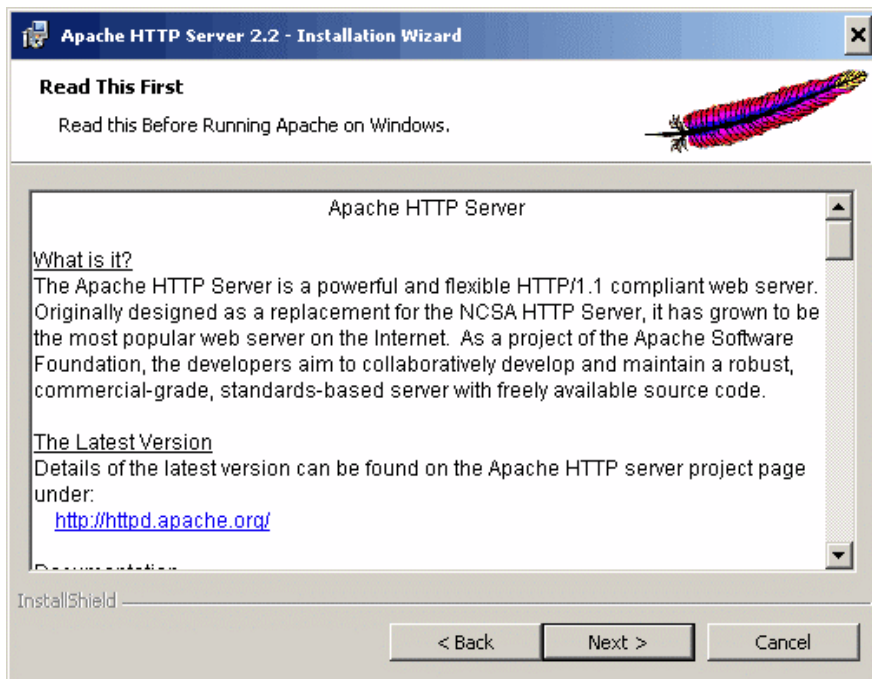 Apache HTTP Server 2.2 - Installation Wizard
Read This First
Read this Before Running Apache on Windows.
Apache HTTP Server
What is it?
The Apache HTTP Server is a powerful and flexible HTTP/1.1 compliant web server.
Originally designed as a replacement for the NCSA HTTP Server, it has grown to be
the most popular web server on the Internet.  As a project of the Apache Software
Foundation, the developers aim to collaboratively develop and maintain a robust,
commercial-grade, standards-based server with freely available source code.
The Latest Version
Details of the latest version can be found on the Apache HTTP server project page
under:
http://httpd.apache.org/
Documentation
InstallShield
< Back
Next >
Cancel